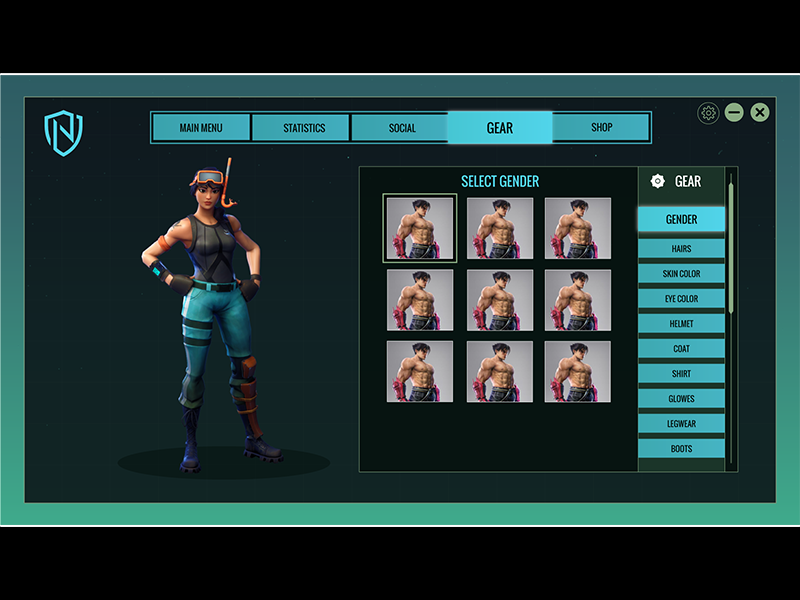 MAIN MENU
STATISTICS
SOCIAL
GEAR
SHOP
SELECT GENDER
GEAR
GENDER
HAIRS
SKIN COLOR
EYE COLOR
HELMET
COAT
SHIRT
GLOWES
LEGWEAR
BOOTS